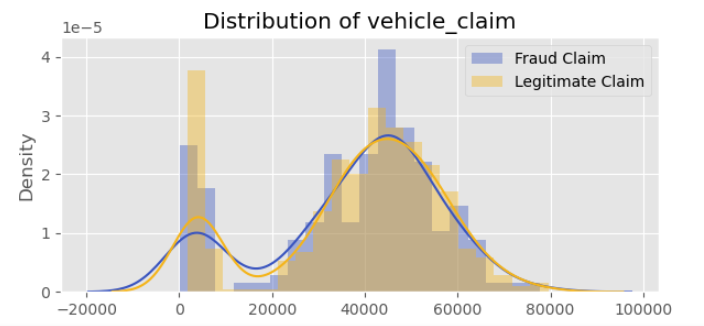 Distribution of vehicle_claim
1e−5
Fraud Claim
Legitimate Claim
Density
4
3
2
1
0
−20000 0 20000 40000 60000 80000 100000